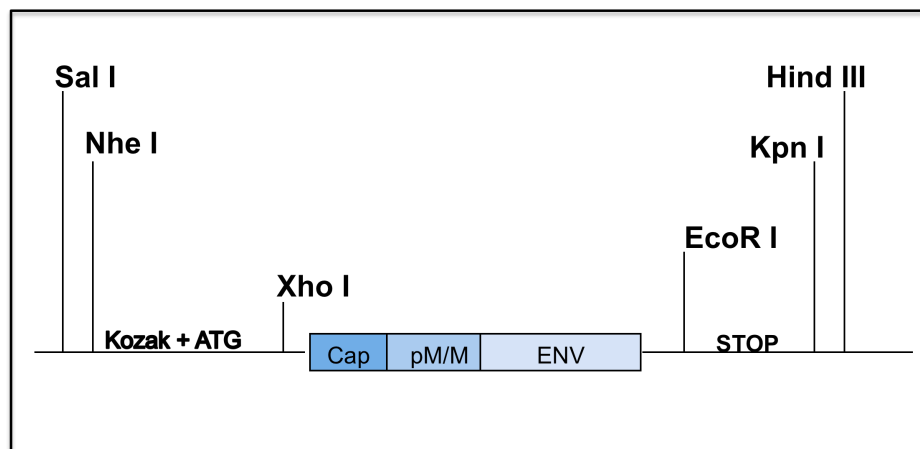 Sal I
Hind III
Nhe I
Kpn I
EcoR I
Xho I
Kozak + ATG
STOP
Cap
pM/M
ENV